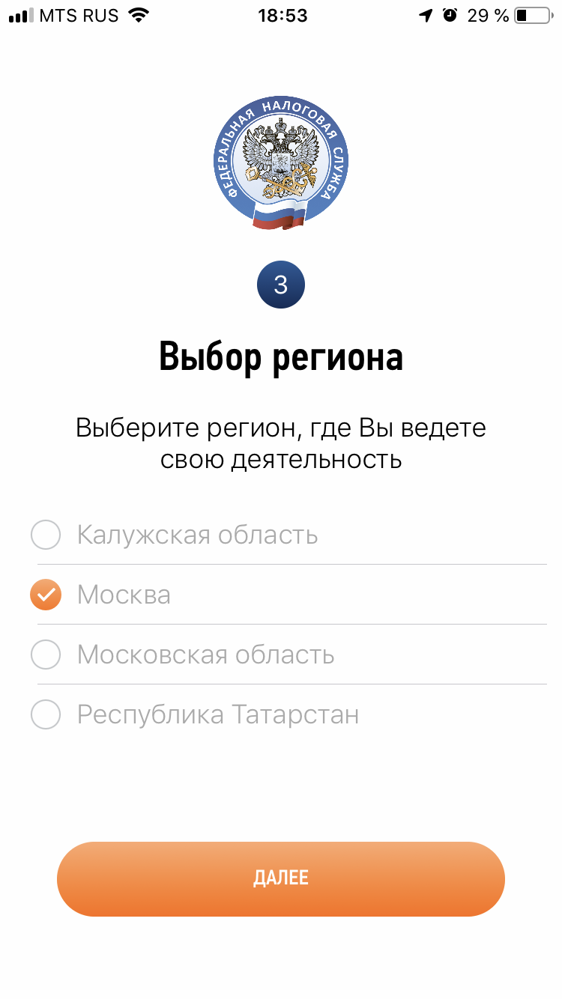 MTS RUS 18:53 29 %
ФЕДЕРАЛЬНАЯ НАЛОГОВАЯ СЛУЖБА
3
Выбор региона
Выберите регион, где Вы ведете
свою деятельность
Калужская область
Москва
Московская область
Республика Татарстан
ДАЛЕЕ